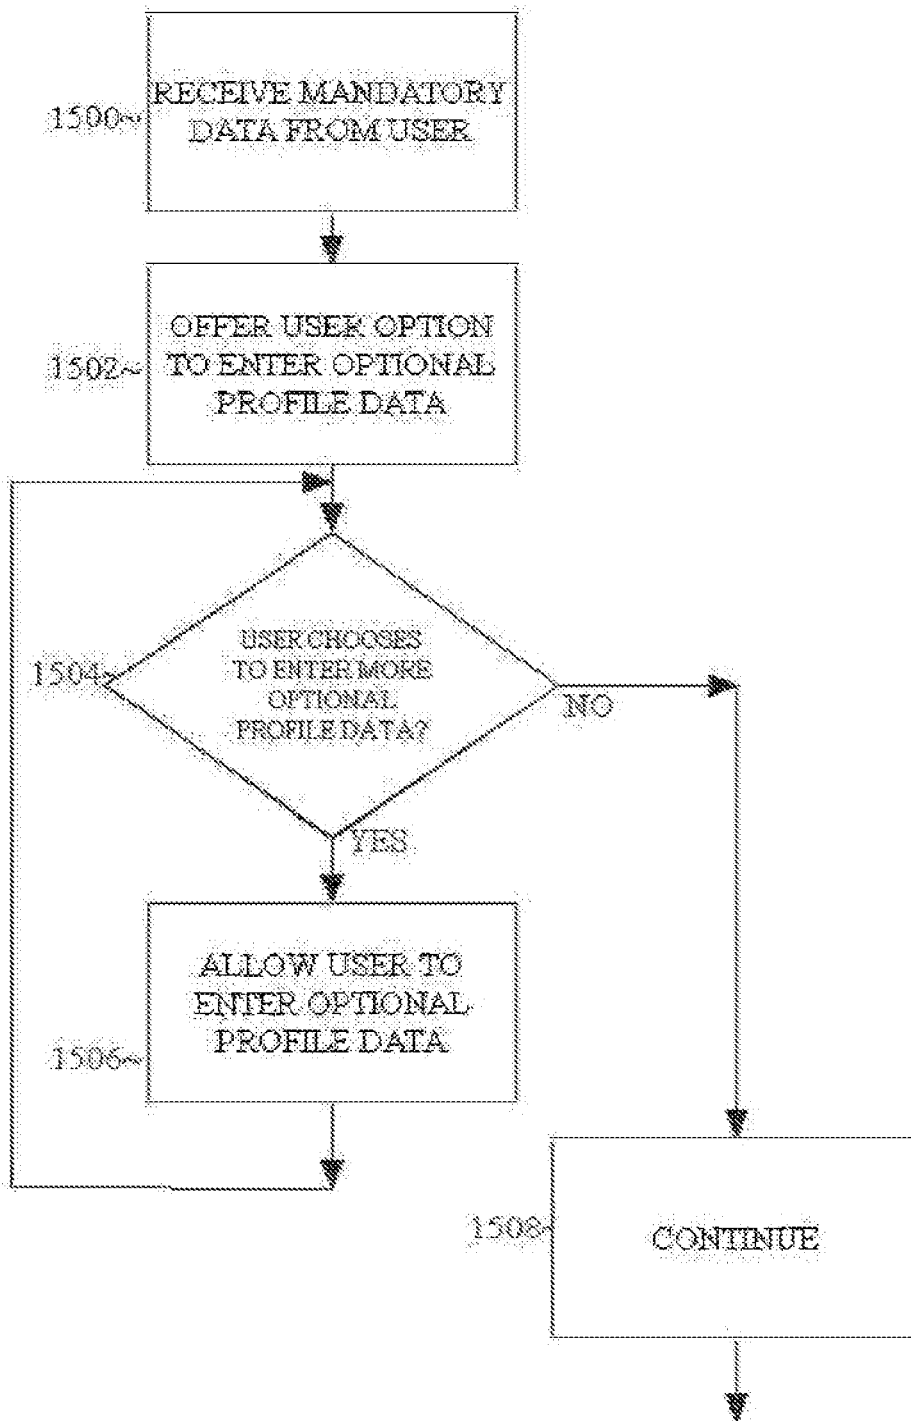 RECEIVE MANDATORY
DATA FROM USER
1500~
OFFER USER OPTION
TO ENTER OPTIONAL
PROFILE DATA
1502~
USER CHOOSES
TO ENTER MORE
OPTIONAL
PROFILE DATA?
1504~
NO
YES
ALLOW USER TO
ENTER OPTIONAL
PROFILE DATA
1506~
1508~
CONTINUE